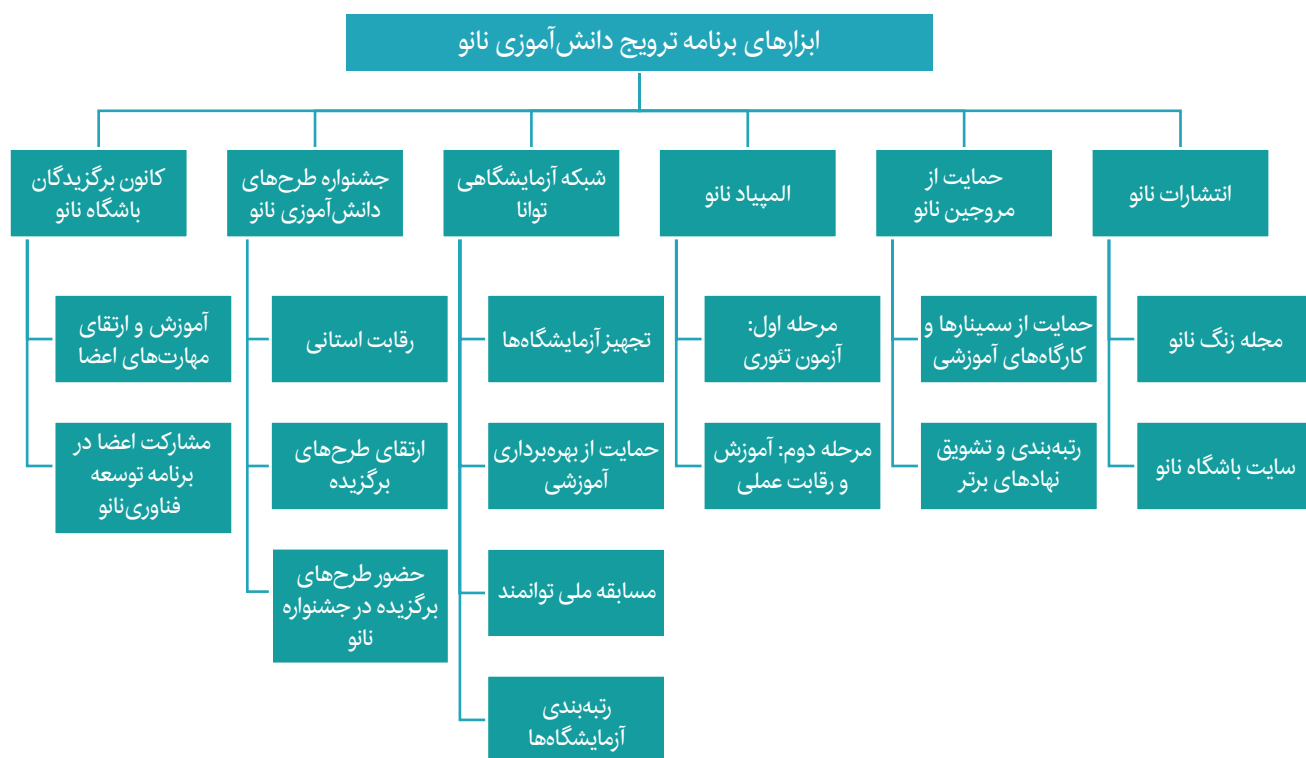 ابزارهای برنامه ترویج دانش‌آموزی نانو
انتشارات نانو
مجله زنگ نانو
سایت باشگاه نانو
حمایت از
مروجین نانو
حمایت از سمینارها و
کارگاه‌های آموزشی
رتبه‌بندی و تشویق
نهادهای برتر
المپیاد نانو
مرحله اول:
آزمون تئوری
مرحله دوم: آموزش
و رقابت عملی
شبکه آزمایشگاهی
توانا
تجهیز آزمایشگاه‌ها
حمایت از بهره‌برداری
آموزشی
مسابقه ملی توانمند
رتبه‌بندی
آزمایشگاه‌ها
جشنواره طرح‌های
دانش‌آموزی نانو
رقابت استانی
ارتقای طرح‌های
برگزیده
حضور طرح‌های
برگزیده در جشنواره
نانو
کانون برگزیدگان
باشگاه نانو
آموزش و ارتقای
مهارت‌های اعضا
مشارکت اعضا در
برنامه توسعه
فناوری‌نانو